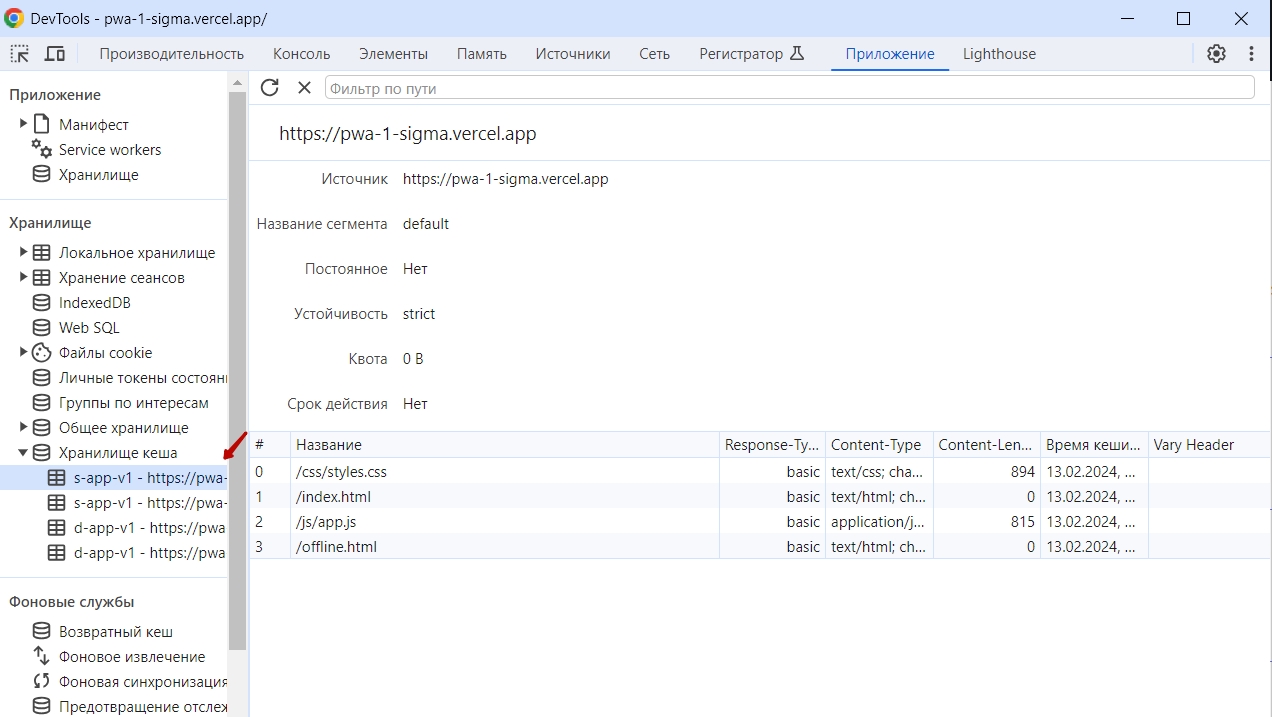 DevTools - pwa-1-sigma.vercel.app/
Производительность Консоль Элементы Память Источники Сеть Регистратор Приложение Lighthouse
Приложение
Манифест
Service workers
Хранилище
Хранилище
Локальное хранилище
Хранение сеансов
IndexedDB
Web SQL
Файлы cookie
Личные токены состояни
Группы по интересам
Общее хранилище
Хранилище кеша
s-app-v1 - https://pwa-
s-app-v1 - https://pwa-
d-app-v1 - https://pwa
d-app-v1 - https://pwa
Фоновые службы
Возвратный кеш
Фоновое извлечение
Фоновая синхронизация
Предотвращение отслеж
Фильтр по пути
https://pwa-1-sigma.vercel.app
Источник https://pwa-1-sigma.vercel.app
Название сегмента default
Постоянное Нет
Устойчивость strict
Квота 0 B
Срок действия Нет
# Название Response-Ty... Content-Type Content-Len... Время кеши... Vary Header
0 /css/styles.css basic text/css; cha... 894 13.02.2024, ...
1 /index.html basic text/html; ch... 0 13.02.2024, ...
2 /js/app.js basic application/j... 815 13.02.2024, ...
3 /offline.html basic text/html; ch... 0 13.02.2024, ...